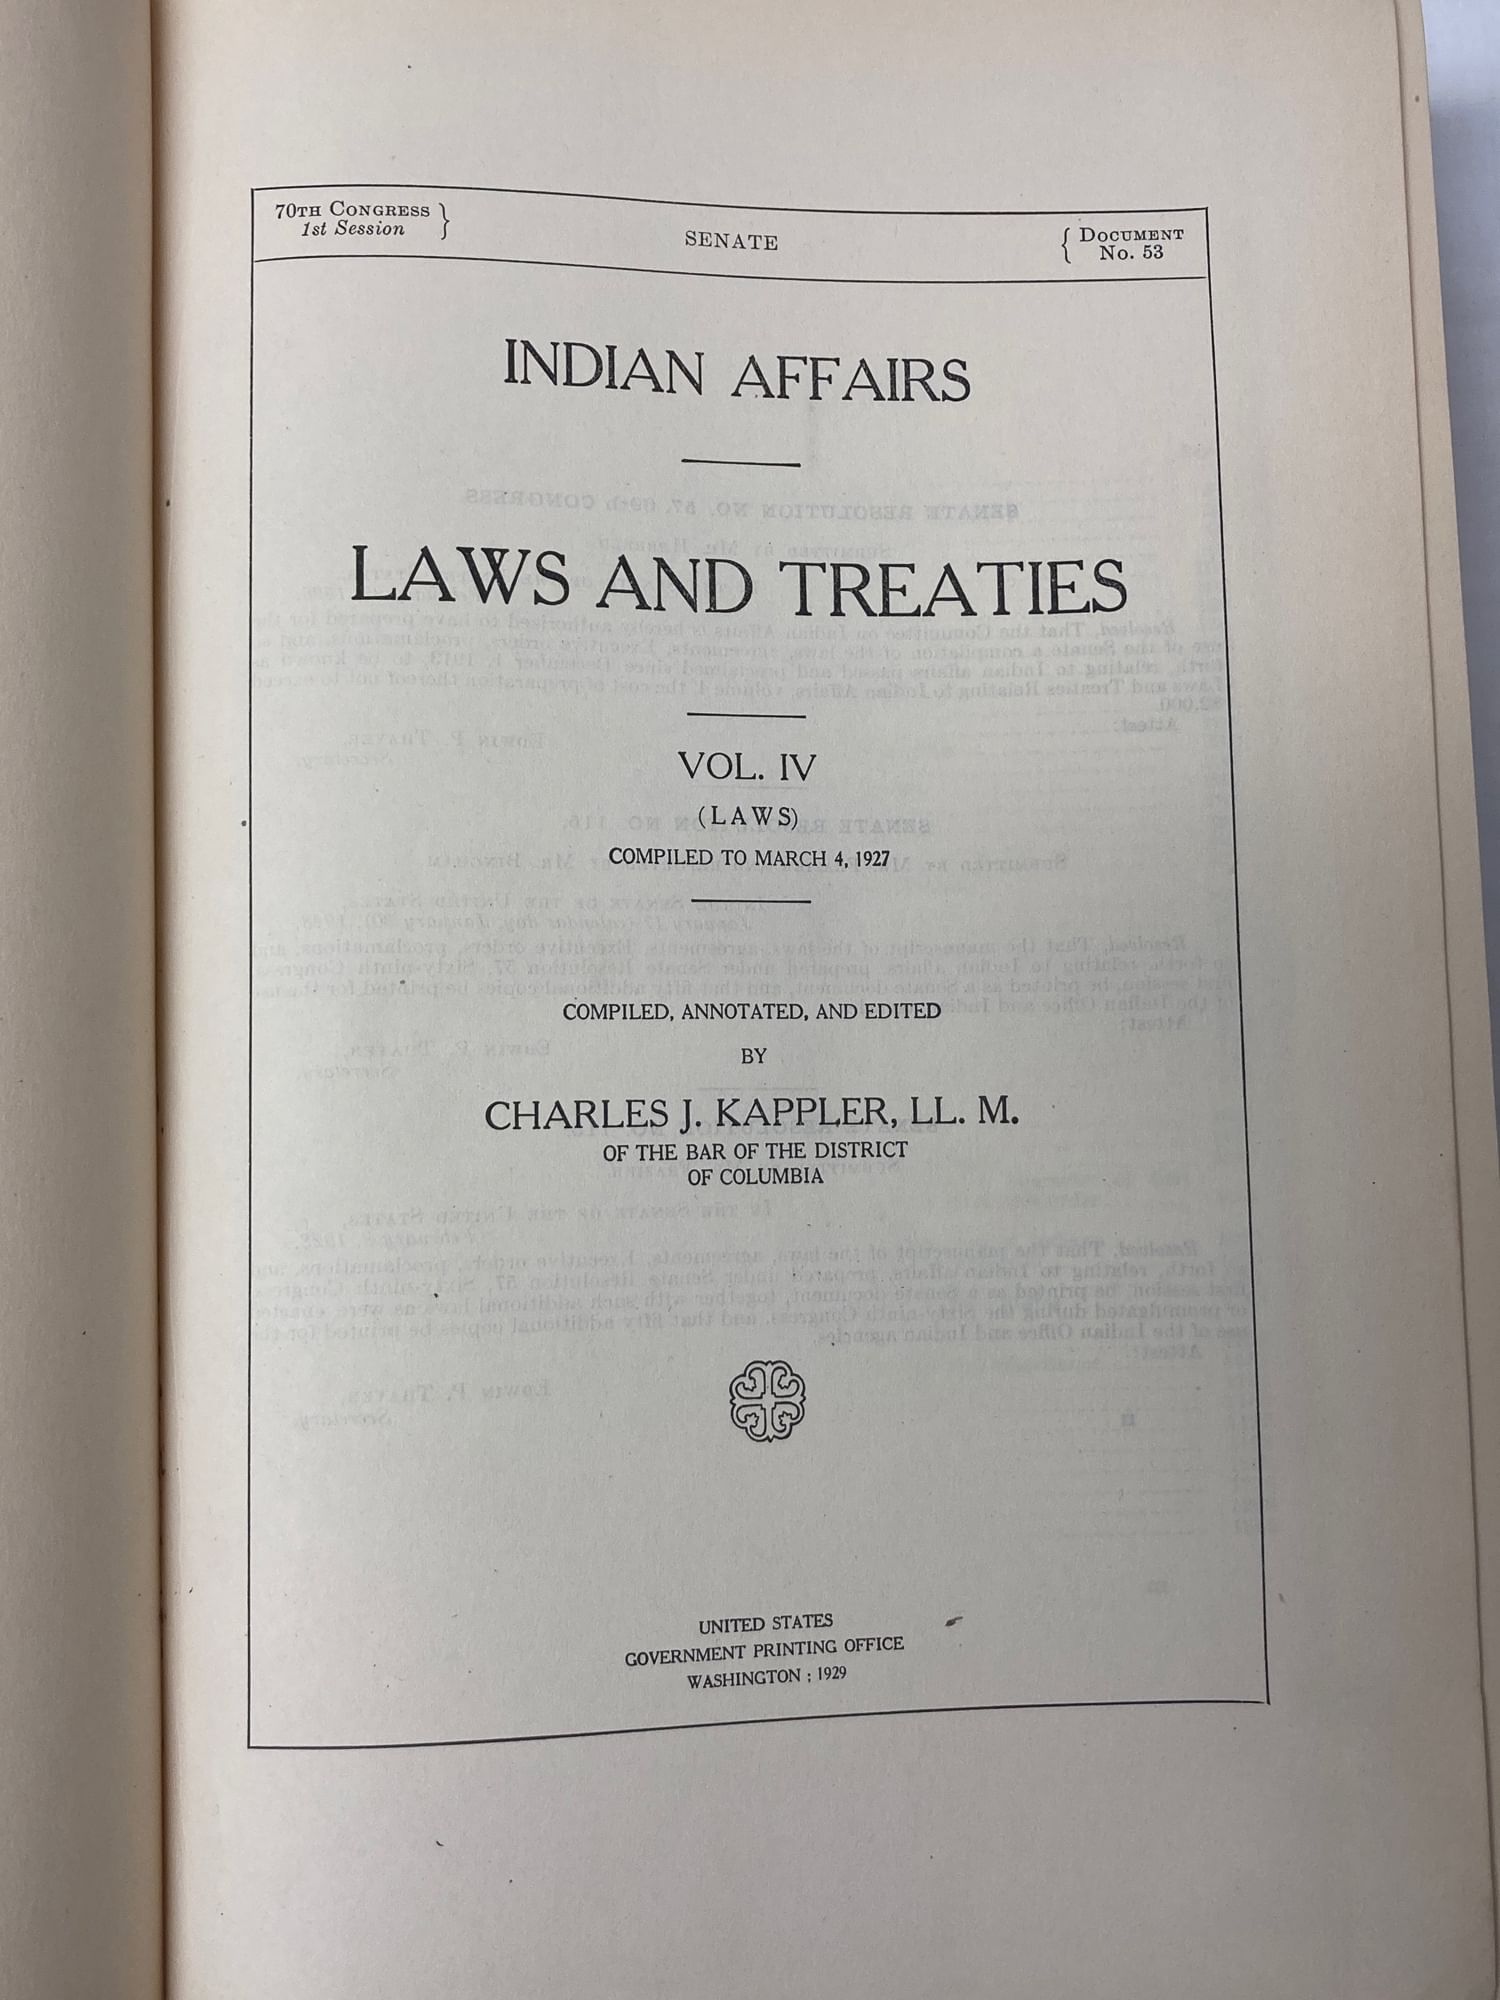 70TH CONGRESS
1st Session
SENATE
DOCUMENT
No. 53
INDIAN AFFAIRS
LAWS AND TREATIES
VOL. IV
(LAWS)
COMPILED TO MARCH 4, 1927
COMPILED, ANNOTATED, AND EDITED
BY
CHARLES J. KAPPLER, LL. M.
OF THE BAR OF THE DISTRICT
OF COLUMBIA
UNITED STATES
GOVERNMENT PRINTING OFFICE
WASHINGTON : 1929